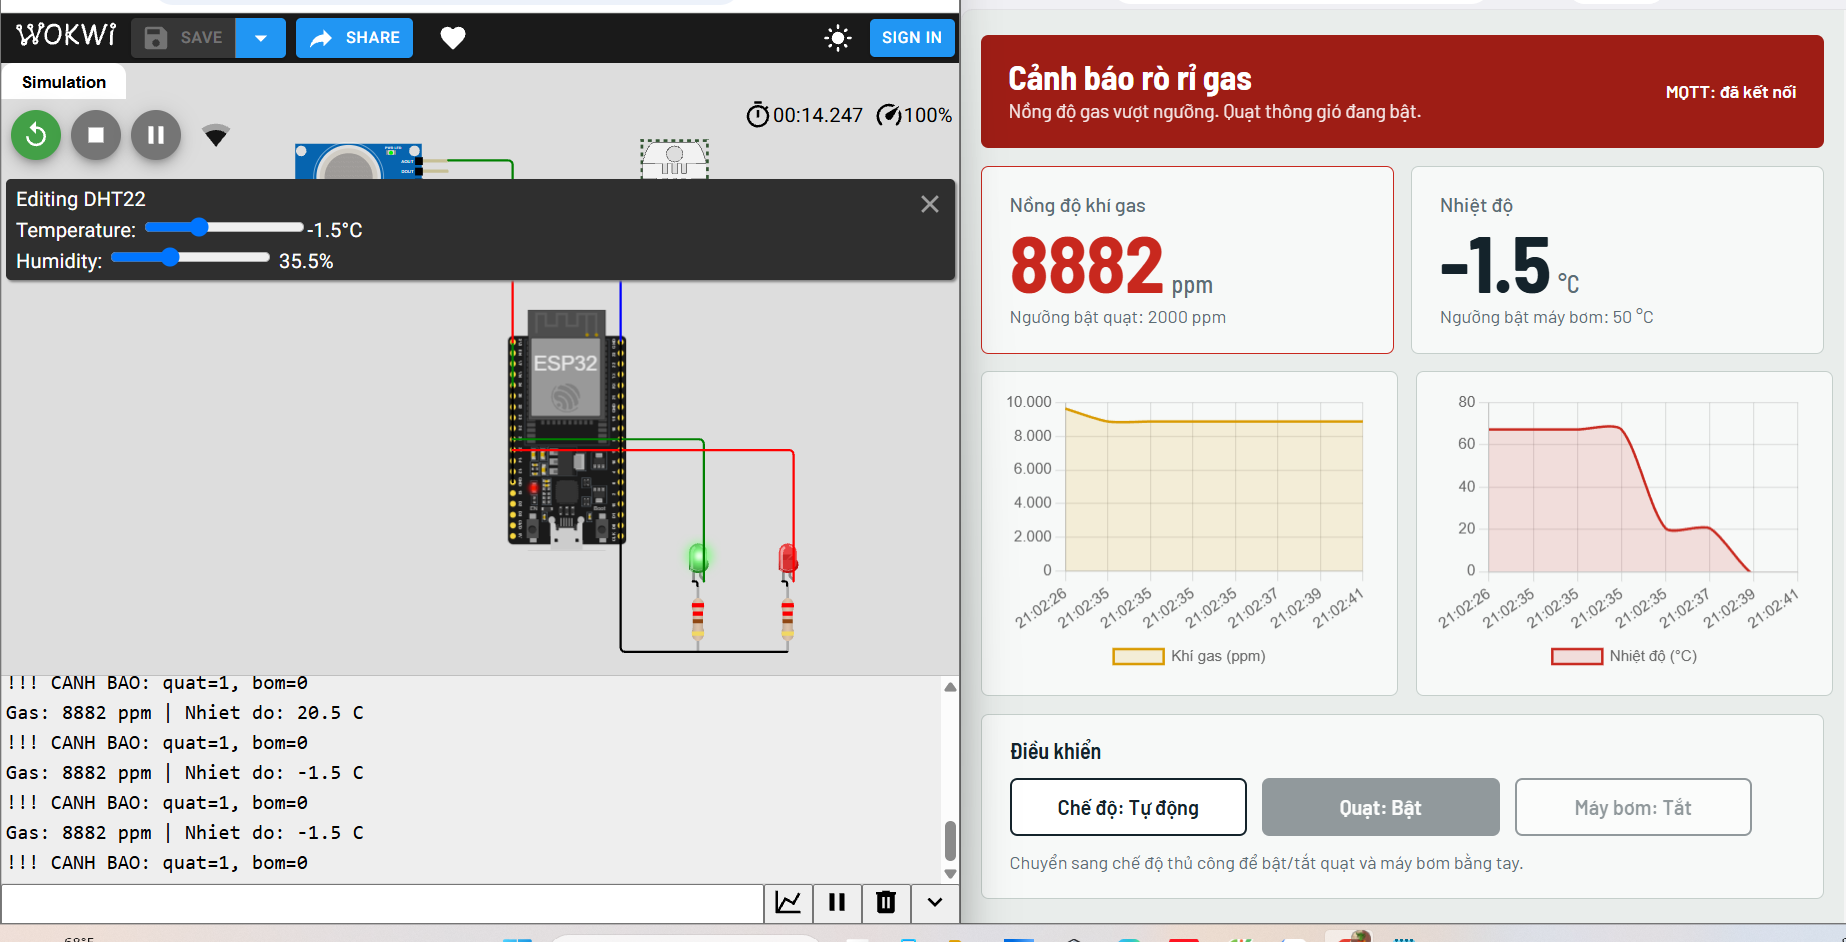 WOKWi
SAVE
SHARE
SIGN IN
Simulation
00:14.247
100%
Editing DHT22
Temperature: -1.5°C
Humidity: 35.5%
AOUT
DOUT
ESP32
EN
Boot
!!! CANH BAO: quat=1, bom=0
Gas: 8882 ppm | Nhiet do: 20.5 C
!!! CANH BAO: quat=1, bom=0
Gas: 8882 ppm | Nhiet do: -1.5 C
!!! CANH BAO: quat=1, bom=0
Gas: 8882 ppm | Nhiet do: -1.5 C
!!! CANH BAO: quat=1, bom=0
Cảnh báo rò rỉ gas
Nồng độ gas vượt ngưỡng. Quạt thông gió đang bật.
MQTT: đã kết nối
Nồng độ khí gas
8882 ppm
Ngưỡng bật quạt: 2000 ppm
Nhiệt độ
-1.5 °C
Ngưỡng bật máy bơm: 50 °C
10.000
8.000
6.000
4.000
2.000
0
21:02:26
21:02:35
21:02:35
21:02:35
21:02:35
21:02:37
21:02:39
21:02:41
Khí gas (ppm)
80
60
40
20
0
21:02:26
21:02:35
21:02:35
21:02:35
21:02:35
21:02:37
21:02:39
21:02:41
Nhiệt độ (°C)
Điều khiển
Chế độ: Tự động
Quạt: Bật
Máy bơm: Tắt
Chuyển sang chế độ thủ công để bật/tắt quạt và máy bơm bằng tay.
68°F